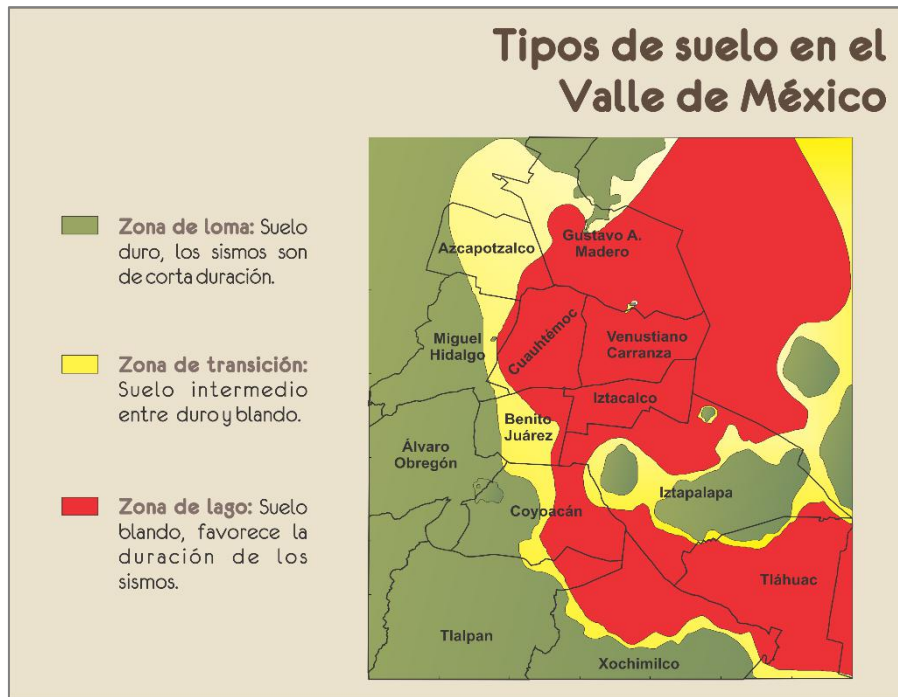 Tipos de suelo en el
Valle de México
Zona de loma: Suelo
duro, los sismos son
de corta duración.
Zona de transición:
Suelo intermedio
entre duro y blando.
Zona de lago: Suelo
blando, favorece la
duración de los
sismos.
Azcapotzalco
Gustavo A.
Madero
Miguel
Hidalgo
Cuauhtémoc
Venustiano
Carranza
Iztacalco
Benito
Juárez
Álvaro
Obregón
Iztapalapa
Coyoacán
Tláhuac
Tlalpan
Xochimilco